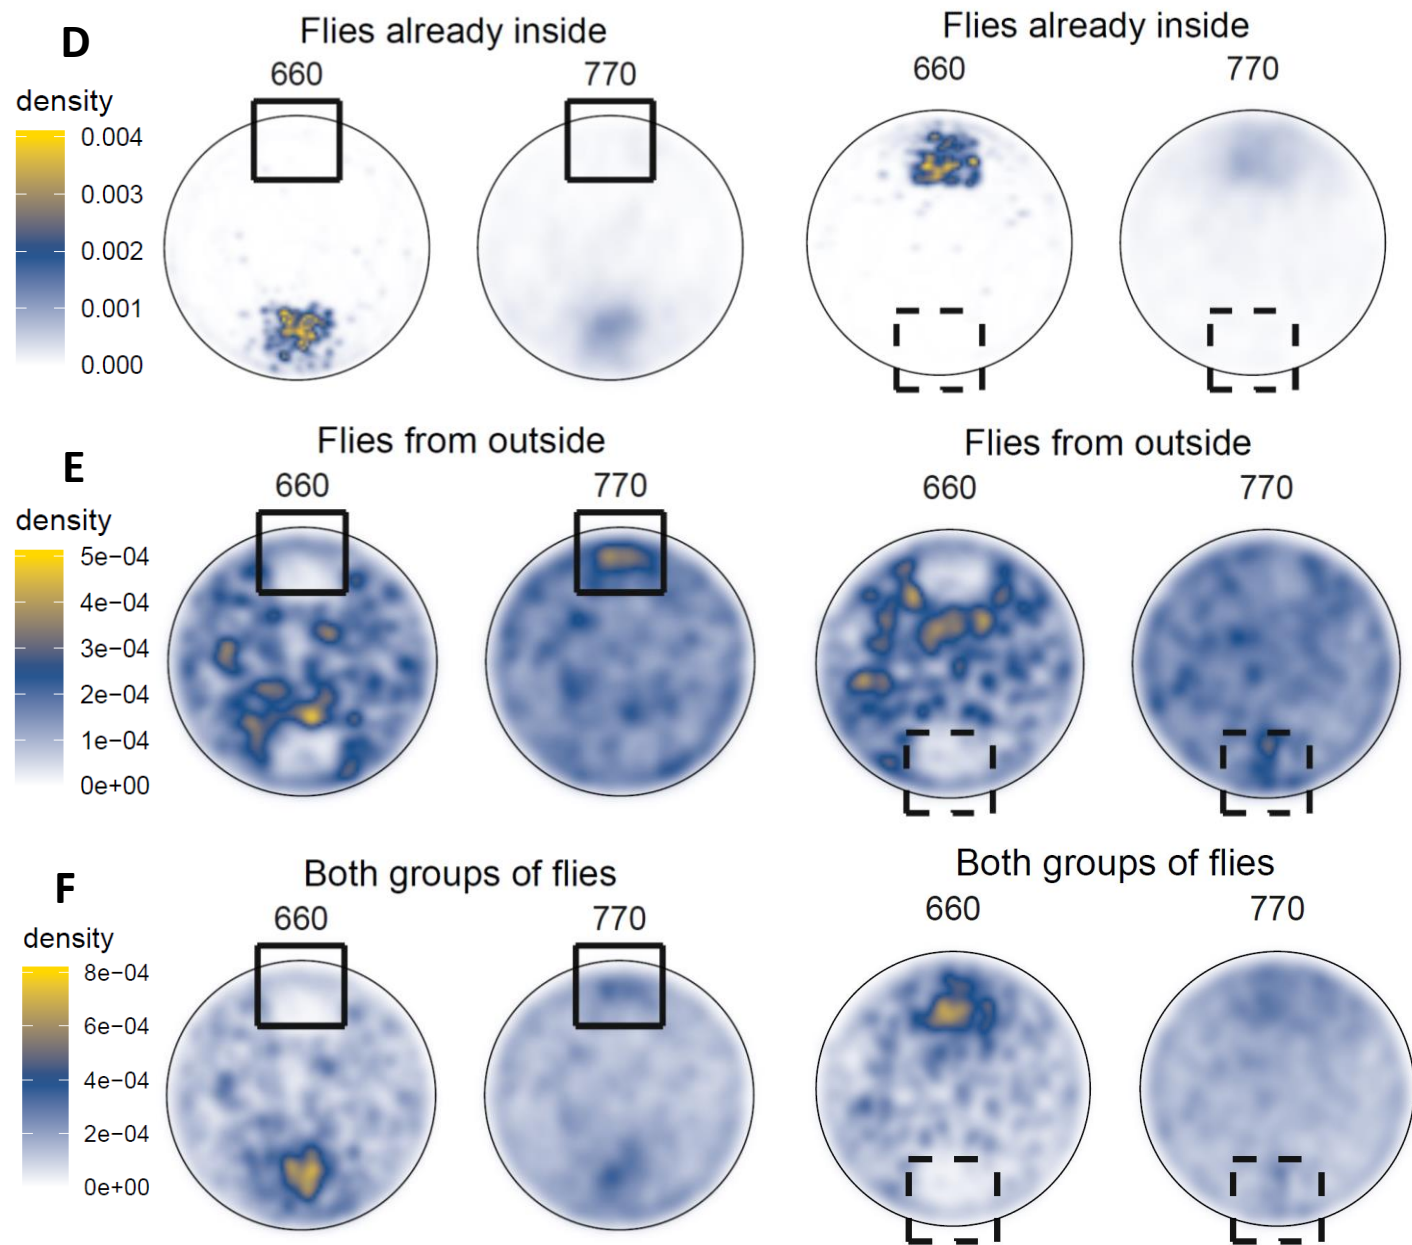 D
Flies already inside
660 770
Flies already inside
660 770
density
0.004
0.003
0.002
0.001
0.000
E
Flies from outside
660 770
Flies from outside
660 770
density
5e−04
4e−04
3e−04
2e−04
1e−04
0e+00
F
Both groups of flies
660 770
Both groups of flies
660 770
density
8e−04
6e−04
4e−04
2e−04
0e+00